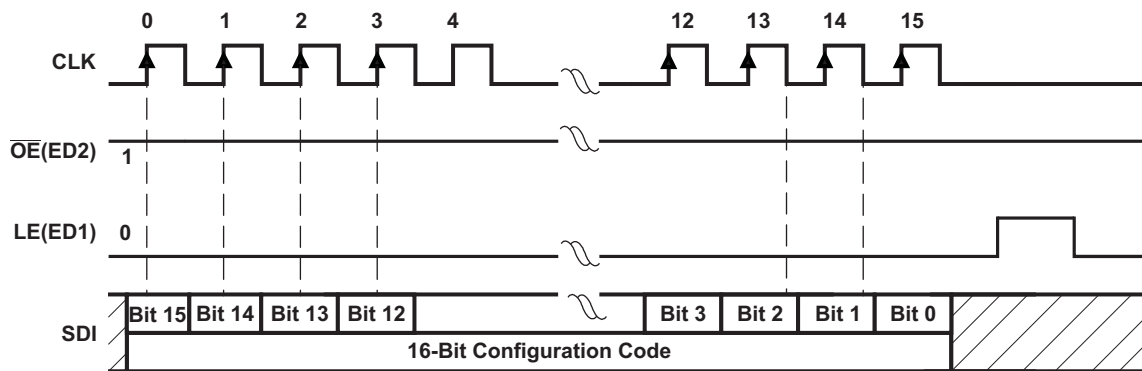 0 1 2 3 4 12 13 14 15
CLK
OE(ED2) 1
LE(ED1) 0
Bit 15 Bit 14 Bit 13 Bit 12 Bit 3 Bit 2 Bit 1 Bit 0
SDI
16-Bit Configuration Code